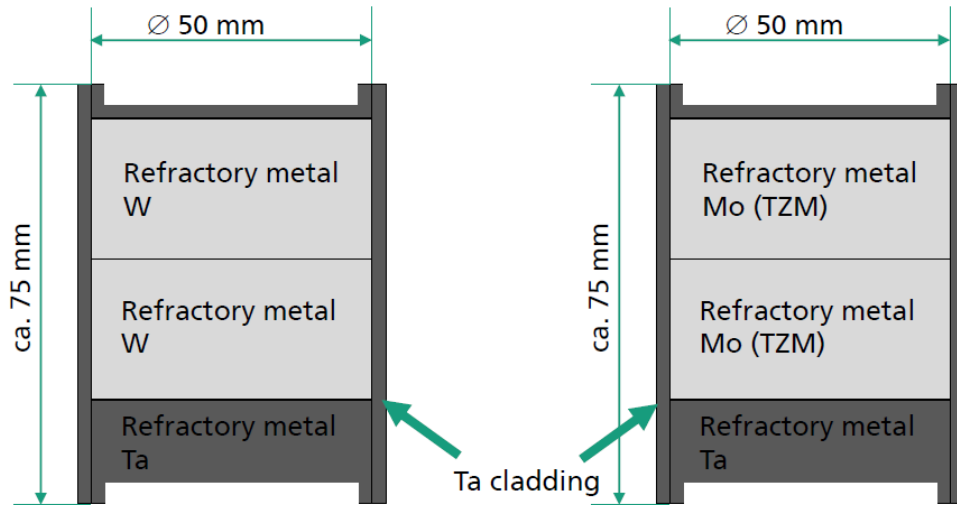 ∅ 50 mm
∅ 50 mm
ca. 75 mm
Refractory metal
W
Refractory metal
W
Refractory metal
Ta
ca. 75 mm
Refractory metal
Mo (TZM)
Refractory metal
Mo (TZM)
Refractory metal
Ta
Ta cladding